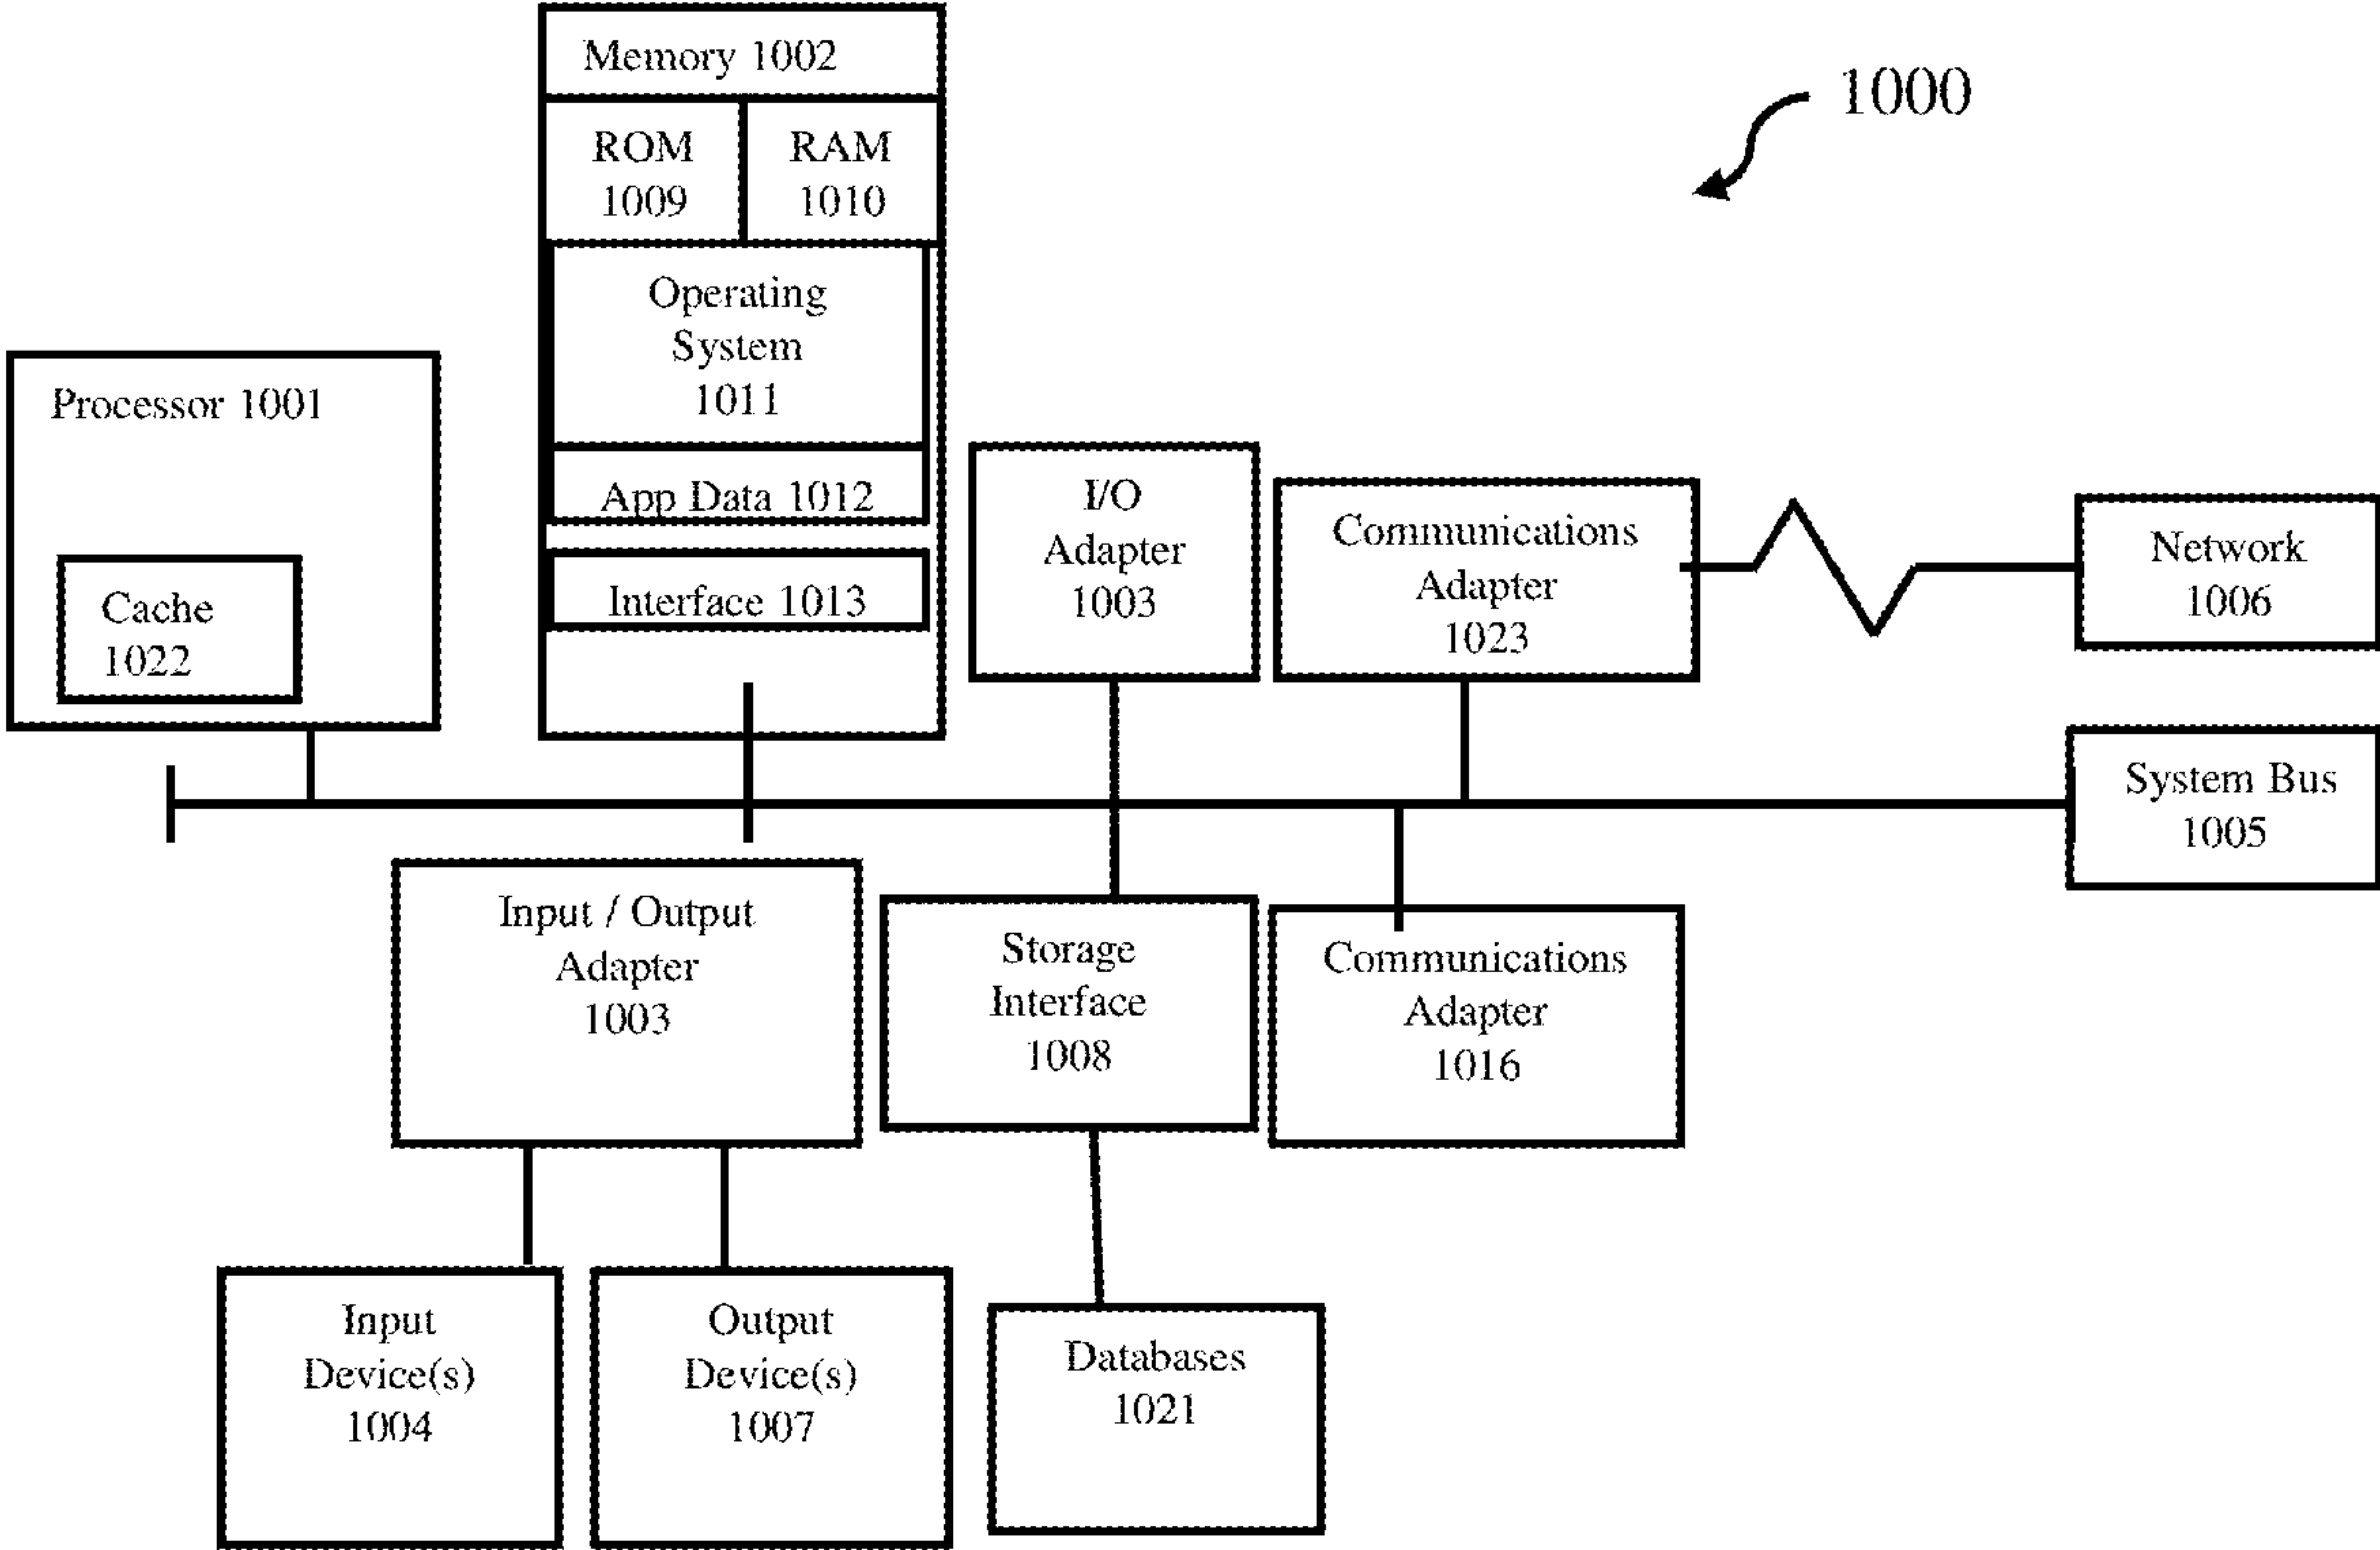 Memory 1002
1000
ROM
1009
RAM
1010
Operating
System
1011
Processor 1001
App Data 1012
I/O
Adapter
1003
Communications
Adapter
1023
Network
1006
Cache
1022
Interface 1013
System Bus
1005
Input / Output
Adapter
1003
Storage
Interface
1008
Communications
Adapter
1016
Input
Device(s)
1004
Output
Device(s)
1007
Databases
1021